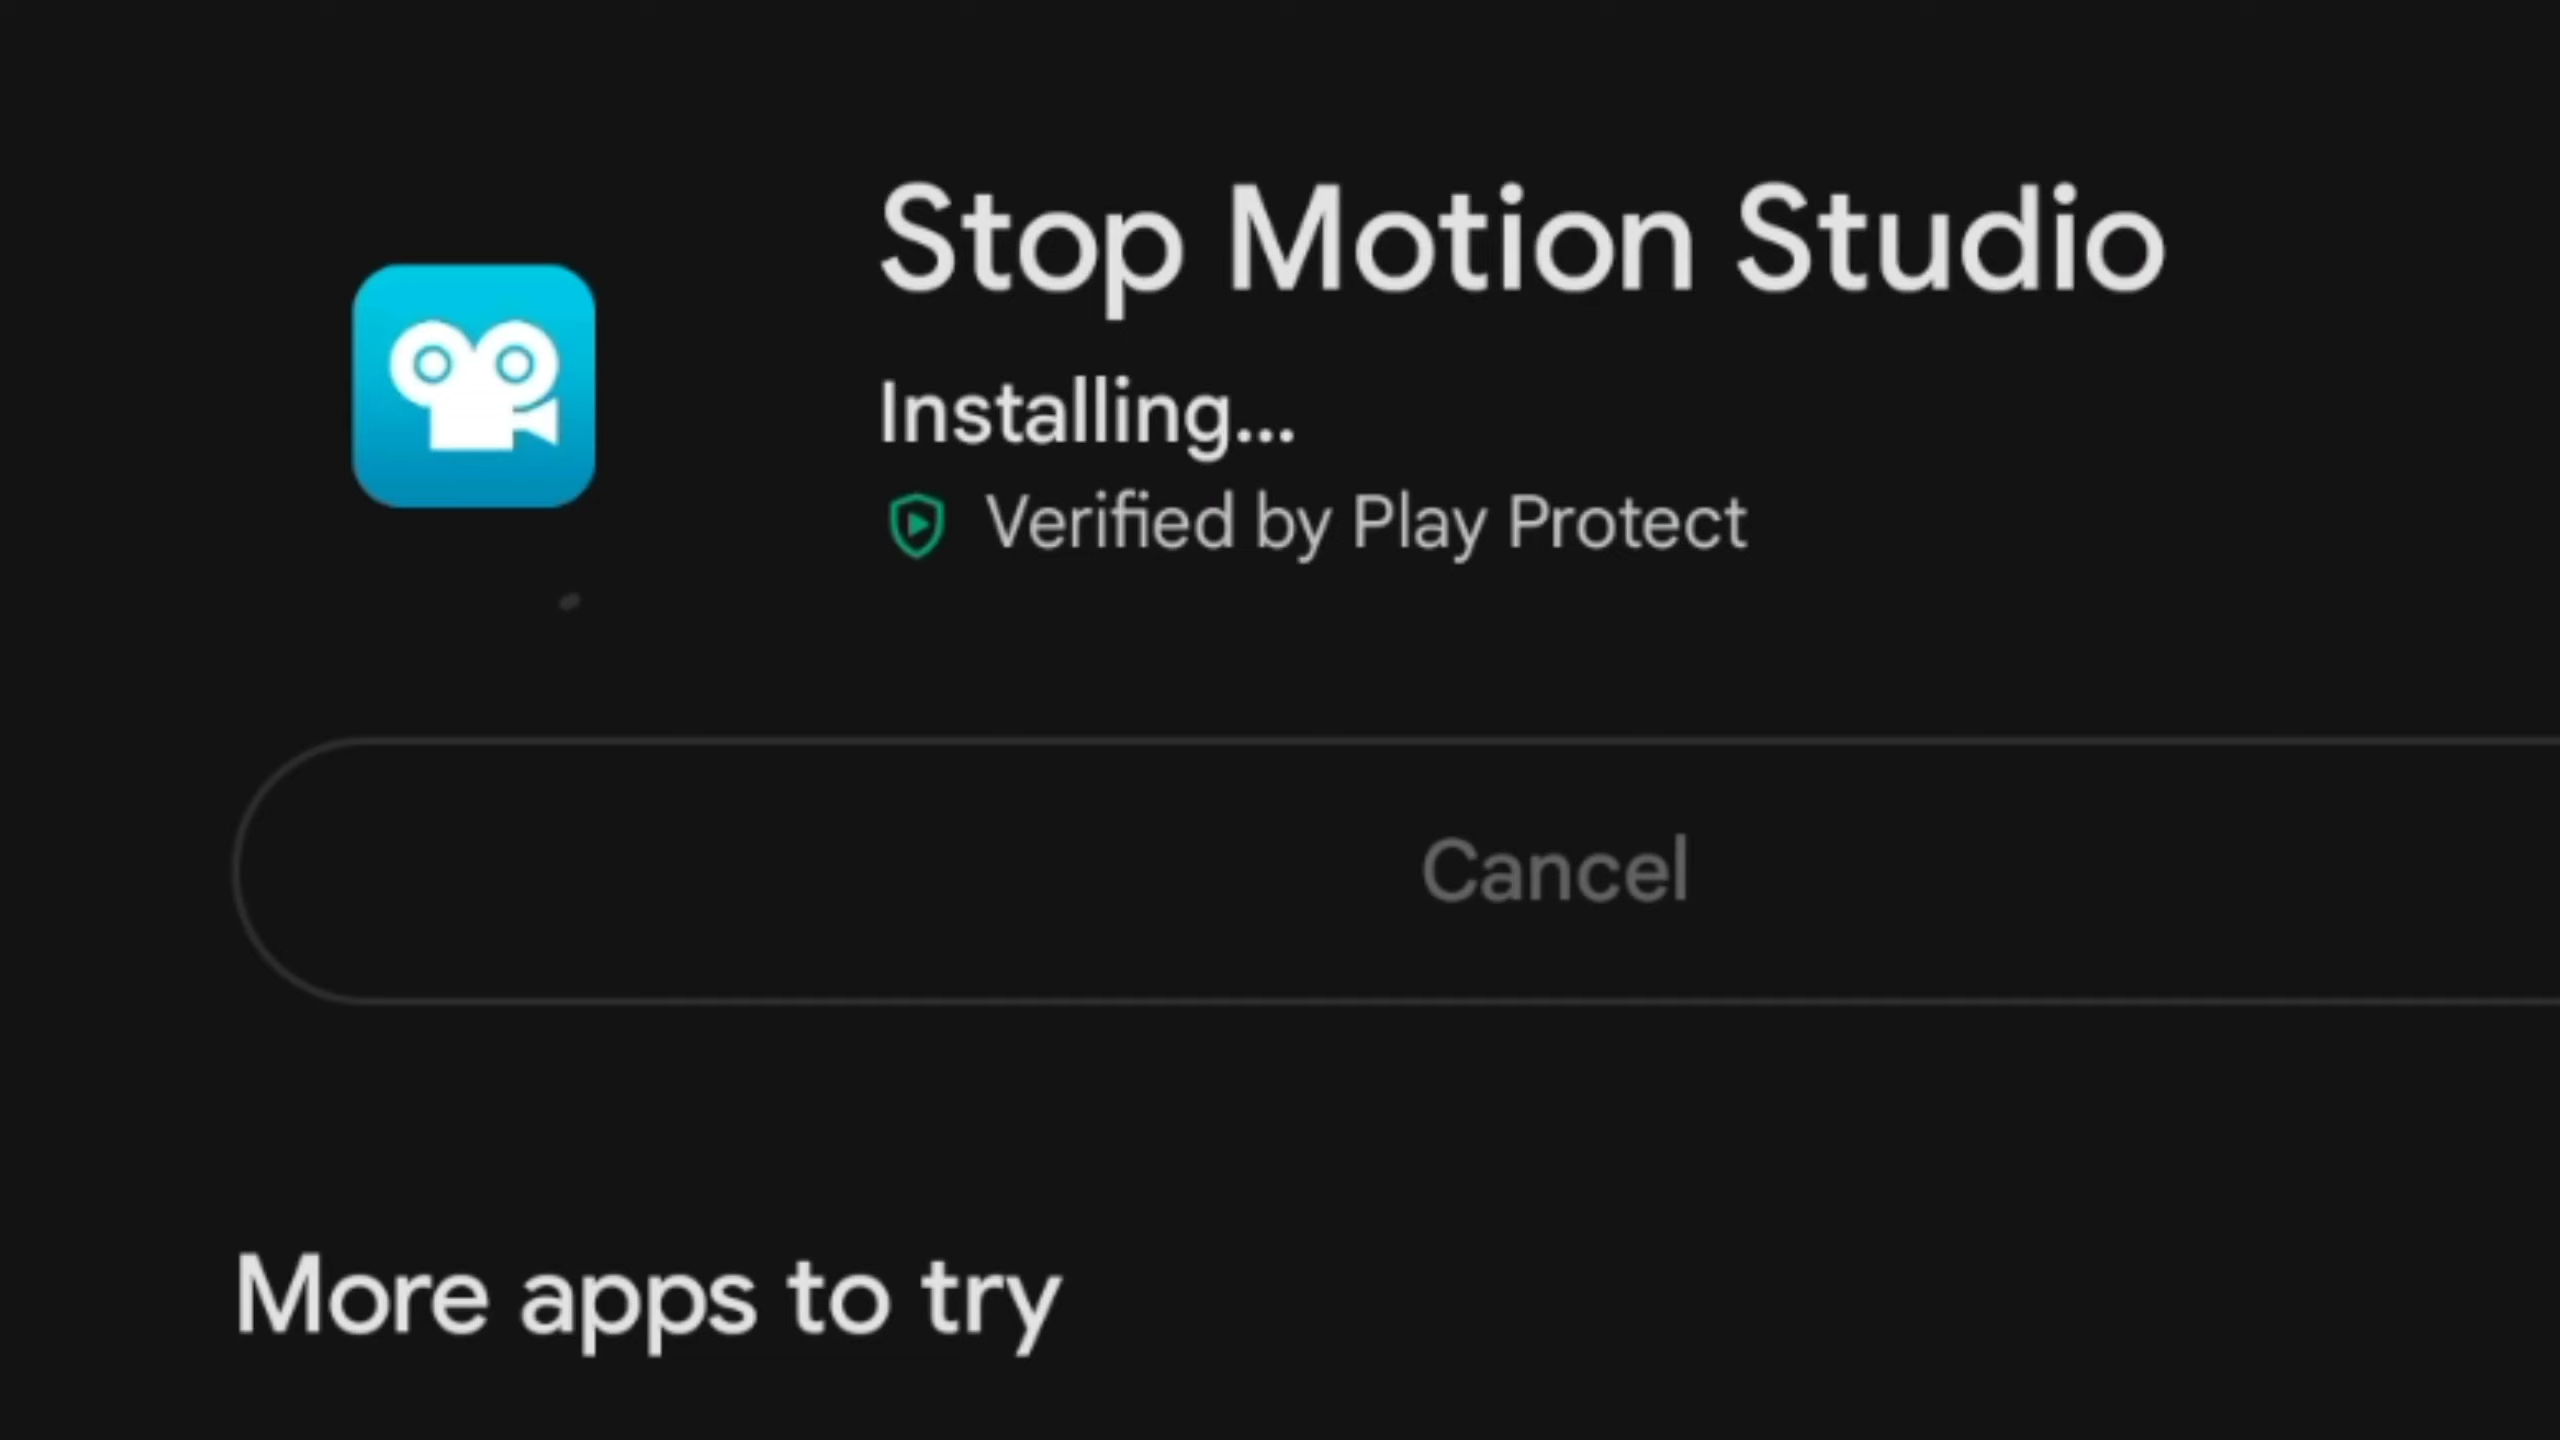 Stop Motion Studio
Installing...
Verified by Play Protect
Cancel
More apps to try